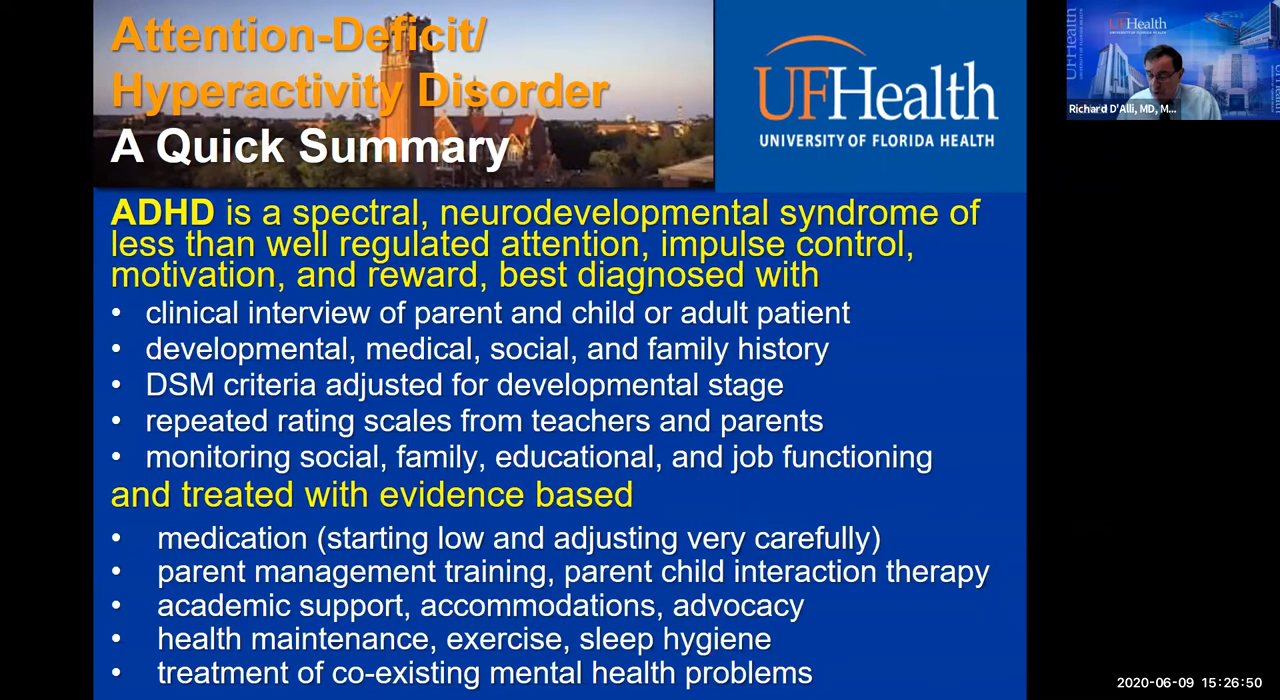 Attention-Deficit/
Hyperactivity Disorder
A Quick Summary
UFHealth
UNIVERSITY OF FLORIDA HEALTH
UFHealth
Richard D'Alli, MD, M...
ADHD is a spectral, neurodevelopmental syndrome of
less than well regulated attention, impulse control,
motivation, and reward, best diagnosed with
• clinical interview of parent and child or adult patient
• developmental, medical, social, and family history
• DSM criteria adjusted for developmental stage
• repeated rating scales from teachers and parents
• monitoring social, family, educational, and job functioning
and treated with evidence based
• medication (starting low and adjusting very carefully)
• parent management training, parent child interaction therapy
• academic support, accommodations, advocacy
• health maintenance, exercise, sleep hygiene
• treatment of co-existing mental health problems
2020-06-09 15:26:50